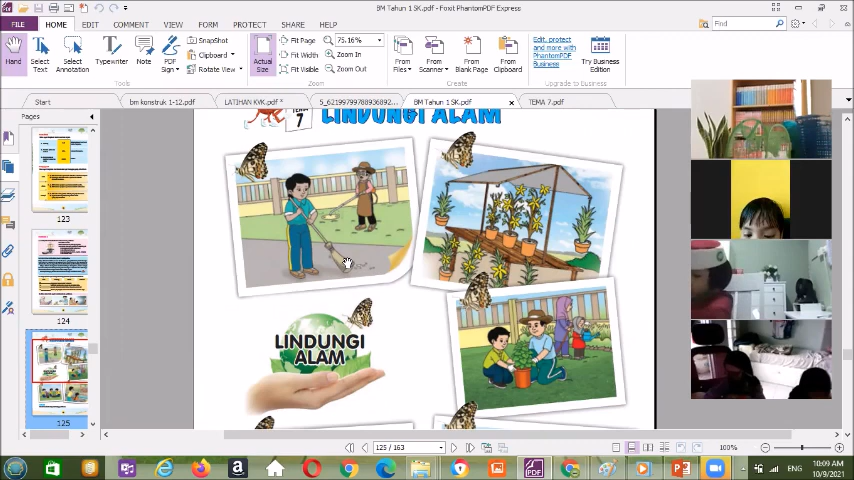 BM Tahun 1 SK.pdf - Foxit PhantomPDF Express
FILE HOME EDIT COMMENT VIEW FORM PROTECT SHARE HELP
Find
Hand
Select Text
Select Annotation
SnapShot
Clipboard
Rotate View
Typewriter
Note
PDF Sign
Actual Size
Fit Page
Fit Width
Fit Visible
75.16%
Zoom In
Zoom Out
From Files
From Scanner
From Blank Page
From Clipboard
Edit, protect and more with PhantomPDF Business
Try Business Edition
Tools View Create Upgrade to Business
Start bm konstruk 1-12.pdf LATIHAN KVK.pdf * 5_62199799788936892... BM Tahun 1 SK.pdf TEMA 7.pdf
Pages
123
124
125
7 LINDUNGI ALAM
LINDUNGI
ALAM
125 / 163
100%
ENG
10:09 AM
10/9/2021